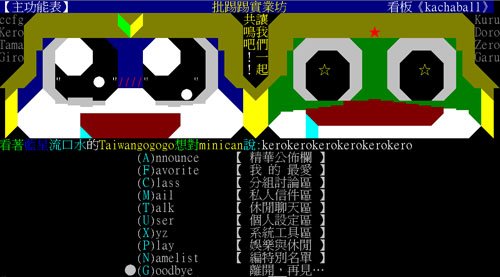 【主功能表】 批踢踢實業坊 看板《kachaball》
ccfg
Kero
Tama
Giro
讓我們一起
共鳴吧！！
Kuru
Doro
Zero
Garu
看著藍星流口水的Taiwangogogo想對minican說:kerokerokerokerokerokero
(A)nnounce 【 精華公佈欄 】
(F)avorite 【 我 的 最愛 】
(C)lass 【 分組討論區 】
(M)ail 【 私人信件區 】
(T)alk 【 休閒聊天區 】
(U)ser 【 個人設定區 】
(X)yz 【 系統工具區 】
(P)lay 【 娛樂與休閒 】
(N)amelist 【 編特別名單 】
●(G)oodbye 離開，再見…